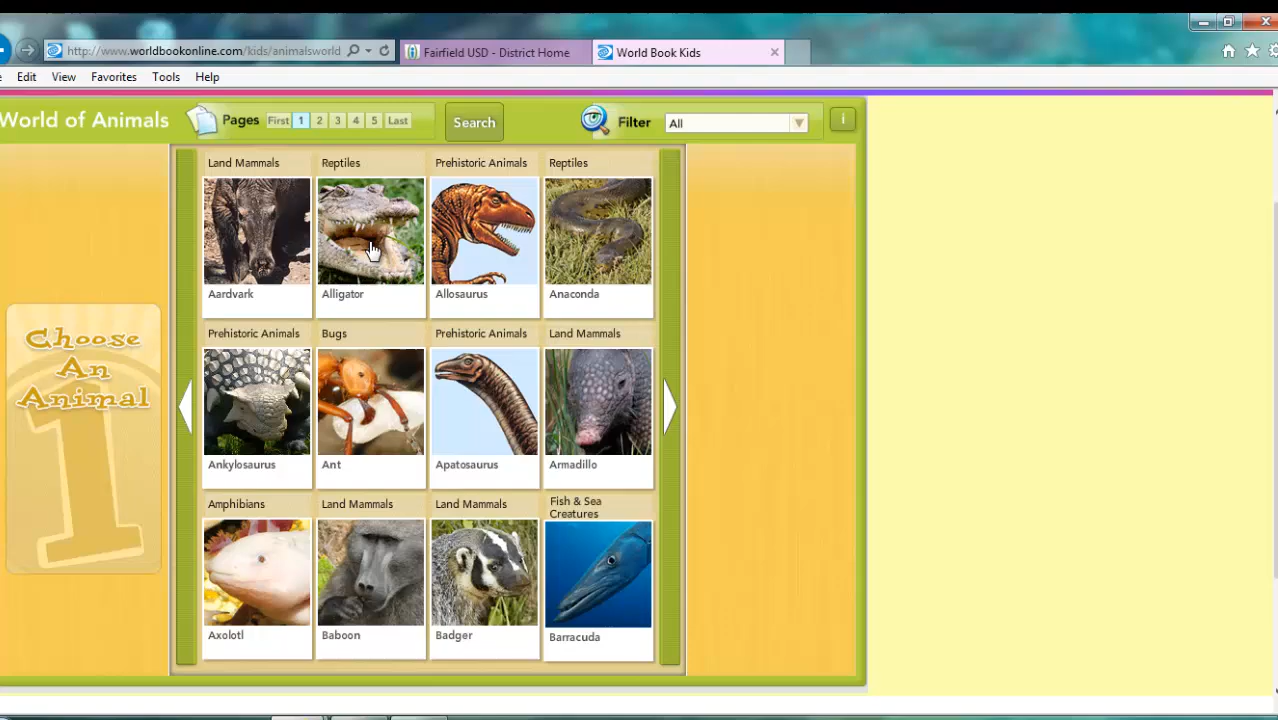 http://www.worldbookonline.com/kids/animalsworld
Fairfield USD - District Home
World Book Kids
Edit View Favorites Tools Help
World of Animals
Pages First 1 2 3 4 5 Last
Search
Filter All
i
Land Mammals Reptiles Prehistoric Animals Reptiles
Aardvark Alligator Allosaurus Anaconda
Choose
An
Animal
1
Prehistoric Animals Bugs Prehistoric Animals Land Mammals
Ankylosaurus Ant Apatosaurus Armadillo
Amphibians Land Mammals Land Mammals Fish & Sea
Creatures
Axolotl Baboon Badger Barracuda